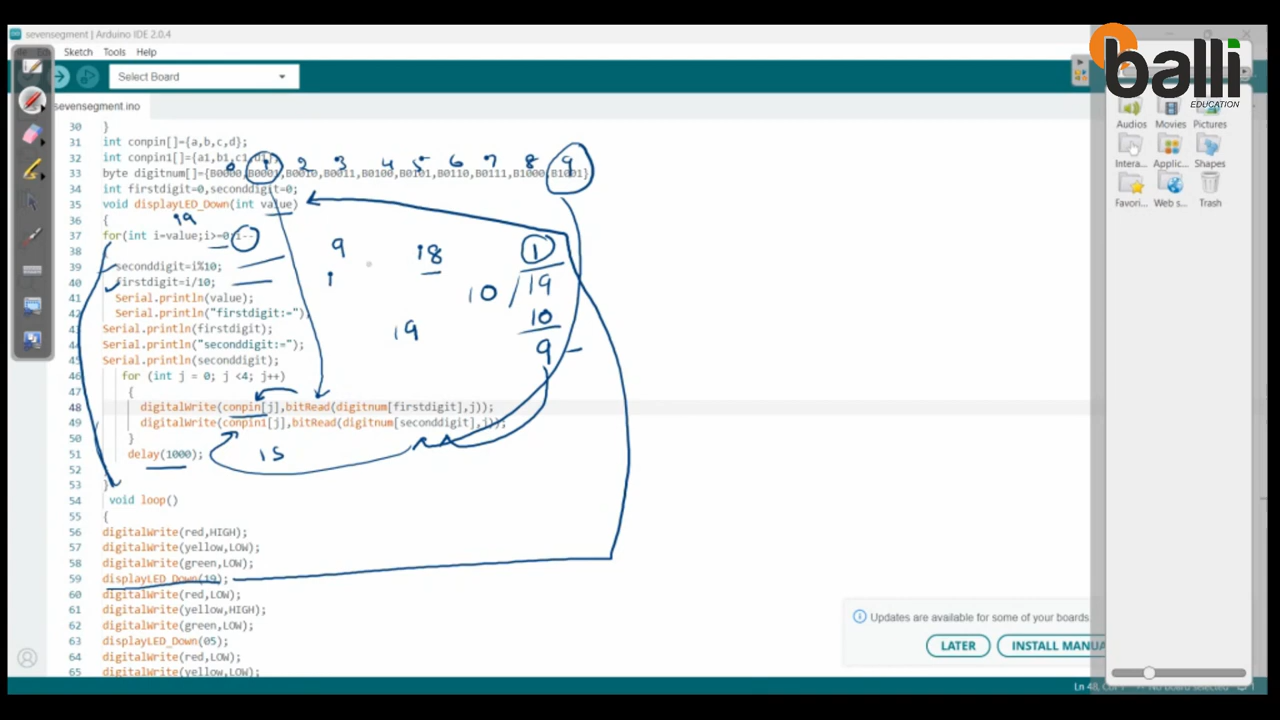 sevensegment | Arduino IDE 2.0.4
Sketch Tools Help
Select Board
balli
EDUCATION
sevensegment.ino
Audios Movies Pictures
Intera... Applic... Shapes
Favori... Web s... Trash
30 }
31 int conpin[]={a,b,c,d};
32 int conpin1[]={a1,b1,c1,d1};
0 1 2 3 4 5 6 7 8 9
33 byte digitnum[]={B0000,B0001,B0010,B0011,B0100,B0101,B0110,B0111,B1000,B1001}
34 int firstdigit=0,seconddigit=0;
35 void displayLED_Down(int value)
36 {
19
37 for(int i=value;i>=0;i--
38
9 18 1
39 seconddigit=i%10;
40 firstdigit=i/10;
1 10 / 19
41 Serial.println(value);
42 Serial.println("firstdigit:=")
10
43 Serial.println(firstdigit);
19
44 Serial.println("seconddigit:=");
9
45 Serial.println(seconddigit);
46 for (int j = 0; j <4; j++)
47 {
48 digitalWrite(conpin[j],bitRead(digitnum[firstdigit],j));
49 digitalWrite(conpin1[j],bitRead(digitnum[seconddigit],j));
50 }
51 delay(1000);
1s
52
53 }
54 void loop()
55 {
56 digitalWrite(red,HIGH);
57 digitalWrite(yellow,LOW);
58 digitalWrite(green,LOW);
59 displayLED_Down(19);
60 digitalWrite(red,LOW);
61 digitalWrite(yellow,HIGH);
62 digitalWrite(green,LOW);
63 displayLED_Down(05);
64 digitalWrite(red,LOW);
65 digitalWrite(yellow,LOW);
Updates are available for some of your boards.
LATER INSTALL MANUA